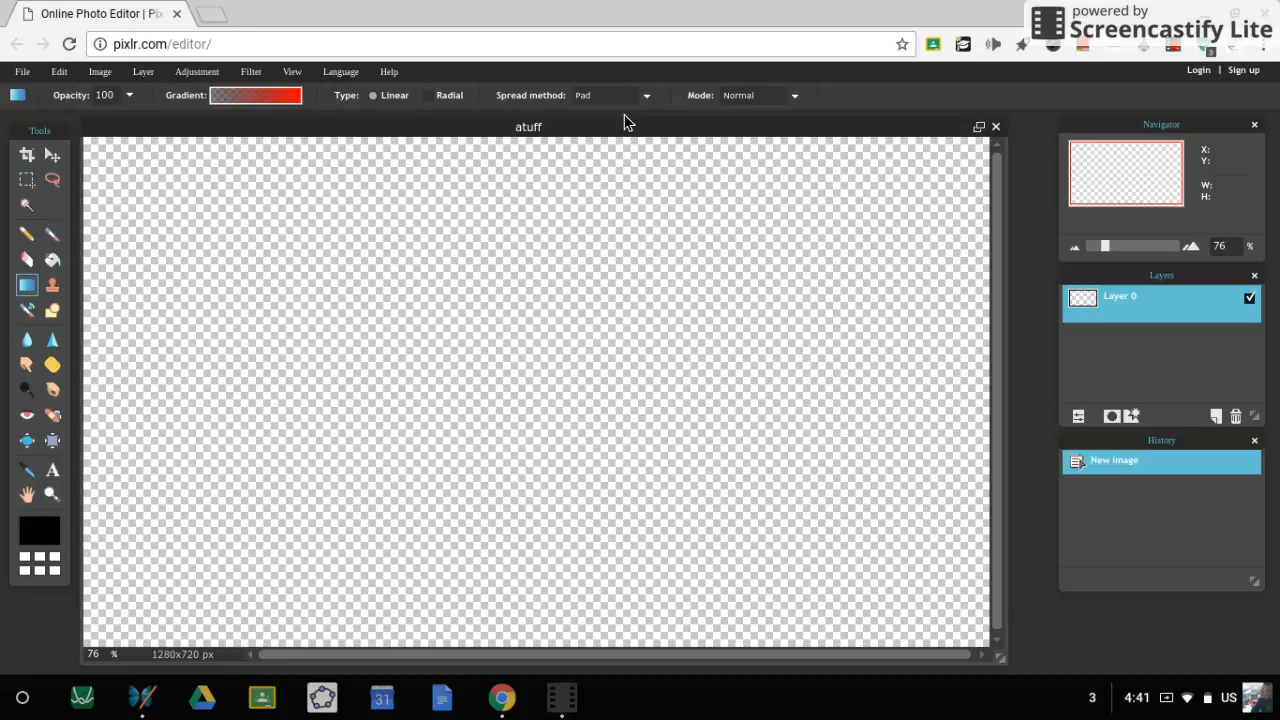 Online Photo Editor | Pix
powered by
Screencastify Lite
pixlr.com/editor/
File Edit Image Layer Adjustment Filter View Language Help
Login | Sign up
Opacity: 100 Gradient: Type: Linear Radial Spread method: Pad Mode: Normal
Tools
atuff
Navigator
X:
Y:
W:
H:
76 %
Layers
Layer 0
History
New image
A
76 % 1280x720 px
31
3 4:41 US